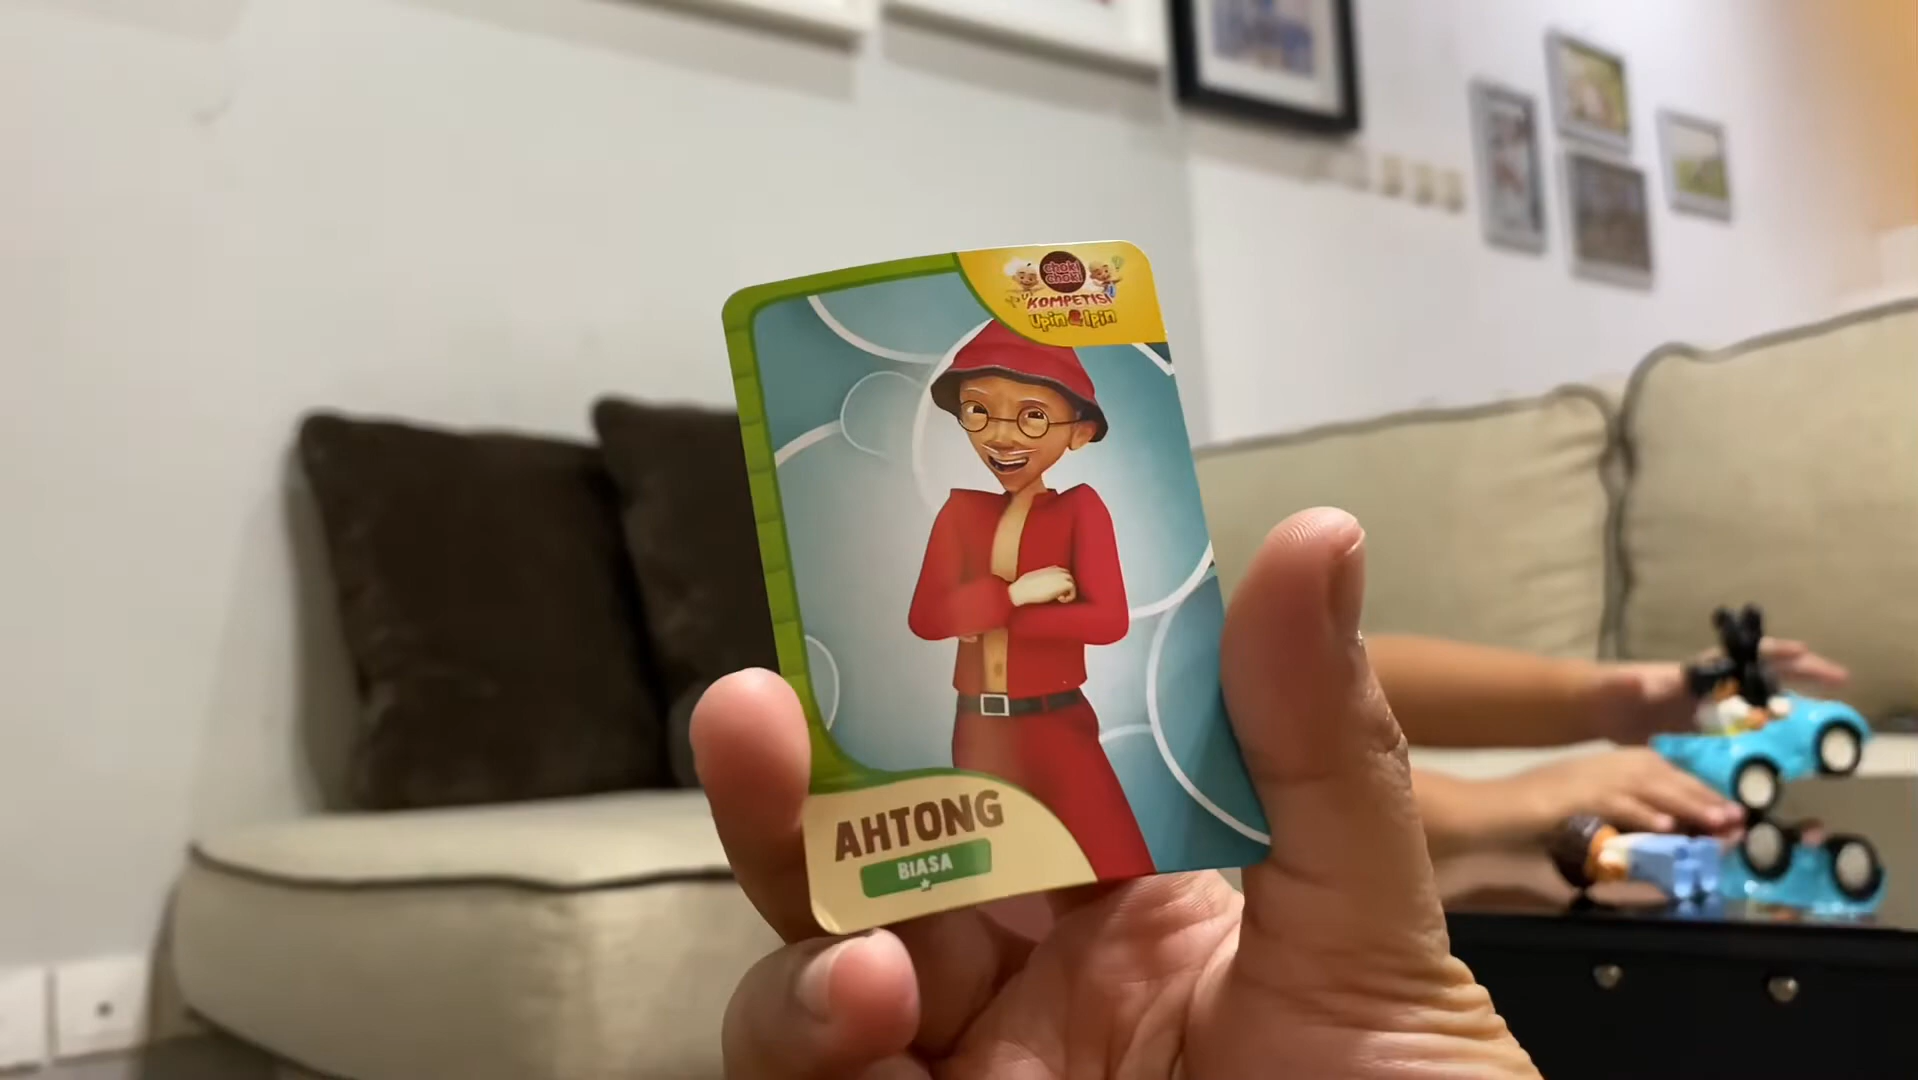 choki
choki
KOMPETISI
Upin & Ipin
AHTONG
BIASA